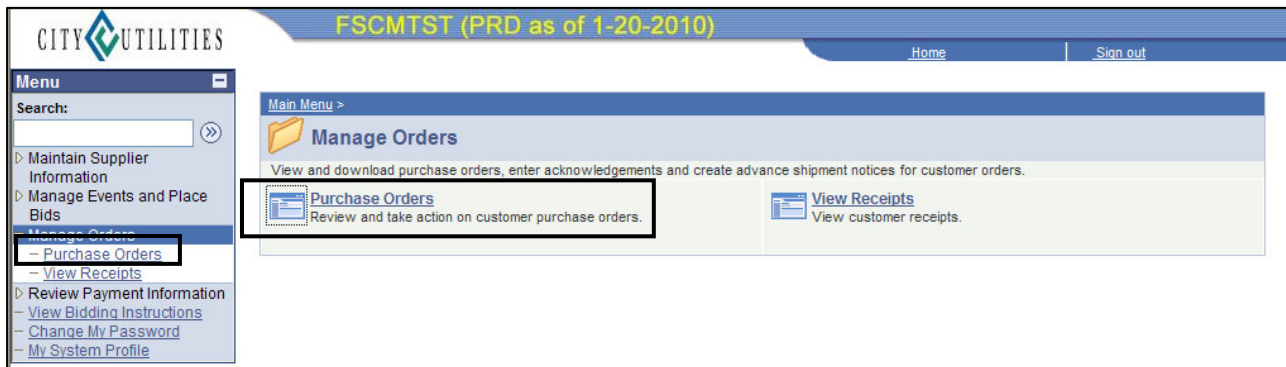 CITY UTILITIES
FSCMTST (PRD as of 1-20-2010)
Home
Sign out
Menu
Search:
Maintain Supplier
Information
Manage Events and Place
Bids
Manage Orders
Purchase Orders
View Receipts
Review Payment Information
View Bidding Instructions
Change My Password
My System Profile
Main Menu >
Manage Orders
View and download purchase orders, enter acknowledgements and create advance shipment notices for customer orders.
Purchase Orders
Review and take action on customer purchase orders.
View Receipts
View customer receipts.